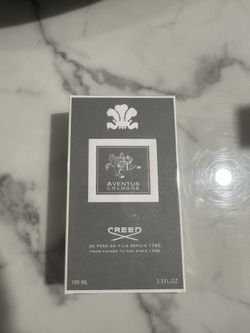 AVENTUS
COLOGNE
CREED
DE PÈRE EN FILS DEPUIS 1760
FROM FATHER TO SON SINCE 1760
100 ML
3.3 FL.OZ